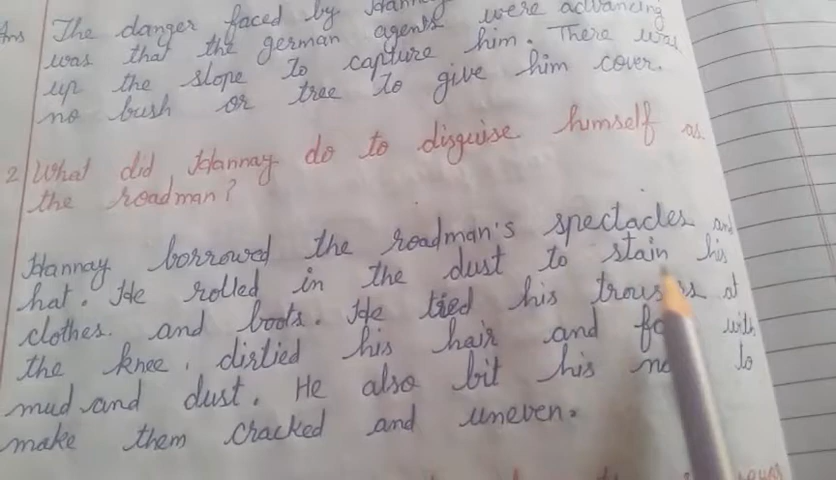 Ans The danger faced by Hannay
was that the german agents were advancing
up the slope to capture him. There was
no bush or tree to give him cover.
2 What did Hannay do to disguise himself as
the roadman?
Hannay borrowed the roadman's spectacles and
hat. He rolled in the dust to stain his
clothes. and boots. He tied his trousers at
the knee, dirtied his hair and with
mud and dust. He also bit his to
make them cracked and uneven.